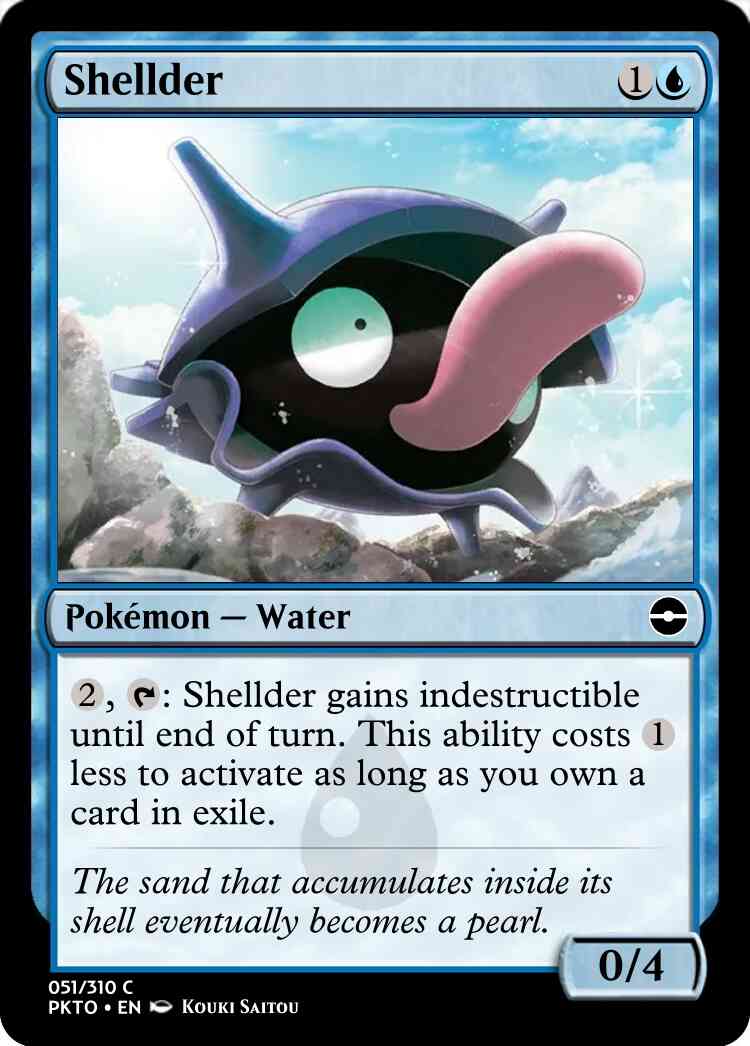 Shellder 1
Pokémon — Water
2, : Shellder gains indestructible
until end of turn. This ability costs 1
less to activate as long as you own a
card in exile.
The sand that accumulates inside its
shell eventually becomes a pearl.
0/4
051/310 C
PKTO • EN Kouki Saitou